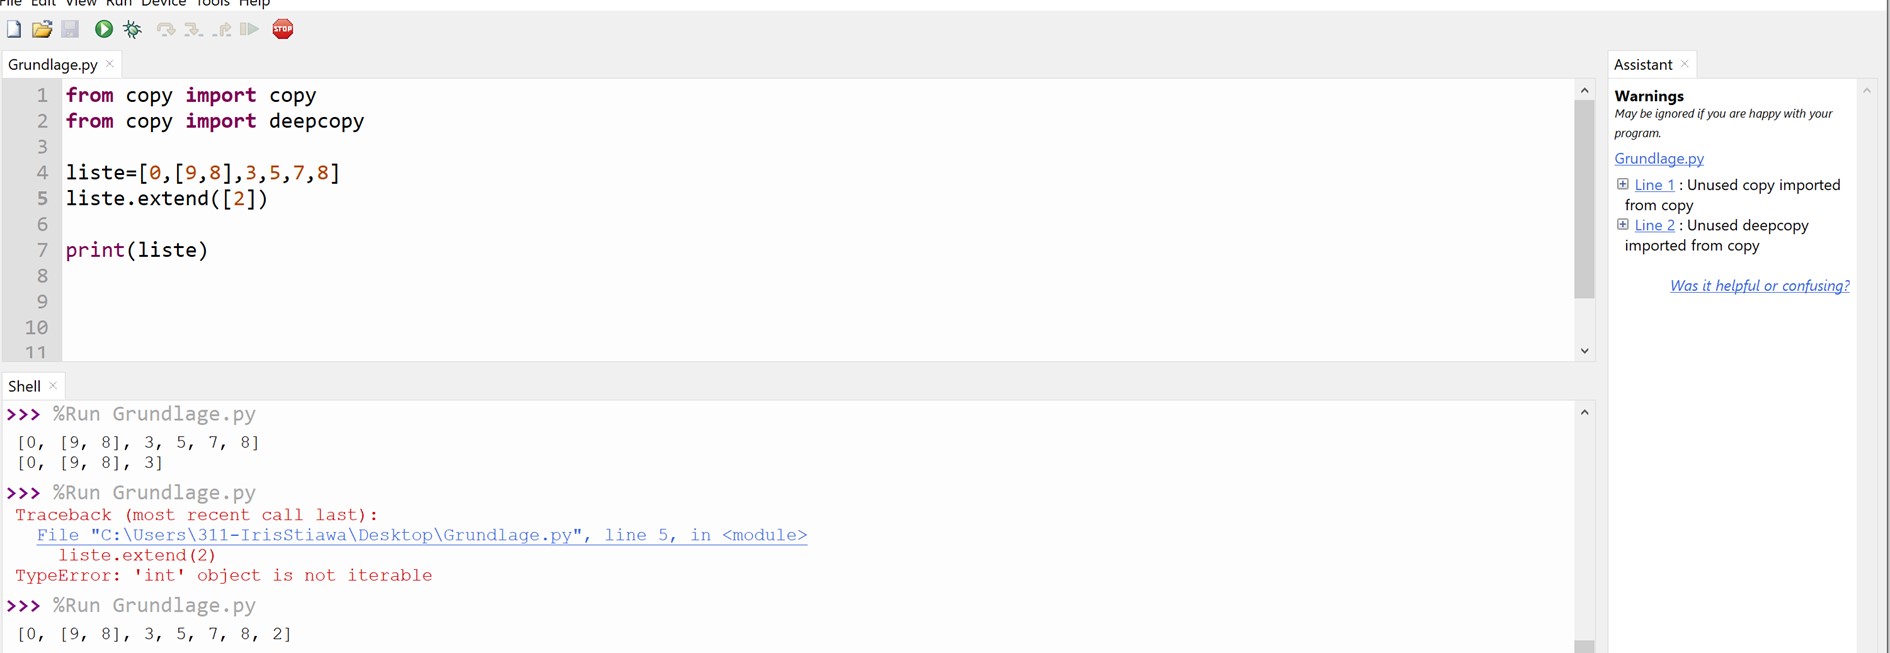 File Edit View Run Device Tools Help
STOP
Grundlage.py ×
1 from copy import copy
2 from copy import deepcopy
3
4 liste=[0,[9,8],3,5,7,8]
5 liste.extend([2])
6
7 print(liste)
8
9
10
11
Shell ×
>>> %Run Grundlage.py
[0, [9, 8], 3, 5, 7, 8]
[0, [9, 8], 3]
>>> %Run Grundlage.py
Traceback (most recent call last):
File "C:\Users\311-IrisStiawa\Desktop\Grundlage.py", line 5, in <module>
liste.extend(2)
TypeError: 'int' object is not iterable
>>> %Run Grundlage.py
[0, [9, 8], 3, 5, 7, 8, 2]
Assistant ×
Warnings
May be ignored if you are happy with your
program.
Grundlage.py
Line 1 : Unused copy imported
from copy
Line 2 : Unused deepcopy
imported from copy
Was it helpful or confusing?